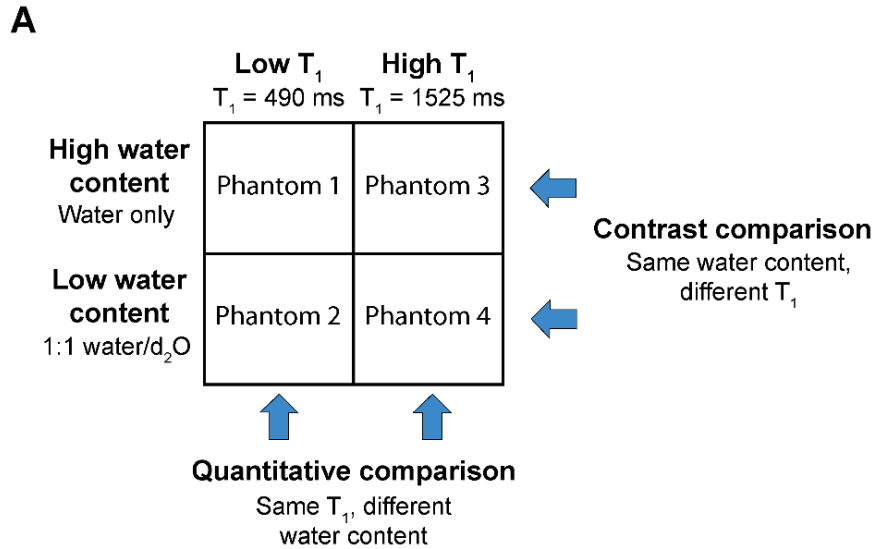 A
Low T₁ High T₁
T₁ = 490 ms T₁ = 1525 ms
High water
content
Water only
Phantom 1 Phantom 3
Contrast comparison
Same water content,
different T₁
Low water
content
1:1 water/d₂O
Phantom 2 Phantom 4
Quantitative comparison
Same T₁, different
water content